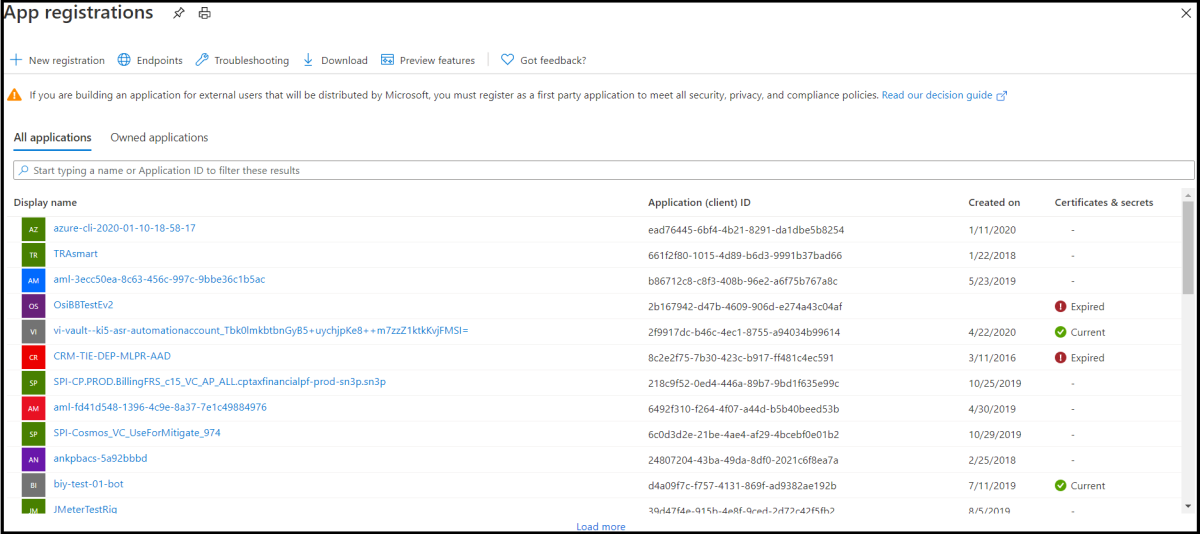 App registrations
New registration Endpoints Troubleshooting Download Preview features Got feedback?
If you are building an application for external users that will be distributed by Microsoft, you must register as a first party application to meet all security, privacy, and compliance policies. Read our decision guide
All applications Owned applications
Start typing a name or Application ID to filter these results
Display name Application (client) ID Created on Certificates & secrets
AZ azure-cli-2020-01-10-18-58-17 ead76445-6bf4-4b21-8291-da1dbe5b8254 1/11/2020 -
TR TRAsmart 661f2f80-1015-4d89-b6d3-9991b37bad66 1/22/2018 -
AM aml-3ecc50ea-8c63-456c-997c-9bbe36c1b5ac b86712c8-c8f3-408b-96e2-a6f75b767a8c 5/23/2019 -
OS OsiBBTestEv2 2b167942-d47b-4609-906d-e274a43c04af Expired
VI vi-vault--ki5-asr-automationaccount_Tbk0lmkbtbnGyB5+uychjpKe8++m7zzZ1ktkKvjFMSI= 2f9917dc-b46c-4ec1-8755-a94034b99614 4/22/2020 Current
CR CRM-TIE-DEP-MLPR-AAD 8c2e2f75-7b30-423c-b917-ff481c4ec591 3/11/2016 Expired
SP SPI-CP.PROD.BillingFRS_c15_VC_AP_ALL.cptaxfinancialpf-prod-sn3p.sn3p 218c9f52-0ed4-446a-89b7-9bd1f635e99c 10/25/2019 -
AM aml-fd41d548-1396-4c9e-8a37-7e1c49884976 6492f310-f264-4f07-a44d-b5b40beed53b 4/30/2019 -
SP SPI-Cosmos_VC_UseForMitigate_974 6c0d3d2e-21be-4ae4-af29-4bcebf0e01b2 10/29/2019 -
AN ankpbacs-5a92bbbd 24807204-43ba-49da-8df0-2021c6f8ea7a 2/25/2018 -
BI biy-test-01-bot d4a09f7c-f757-4131-869f-ad9382ae192b 7/11/2019 Current
JM JMeterTestRig 39d47f4e-915b-4e8f-9ced-2d72c42f5fb2 8/5/2019
Load more